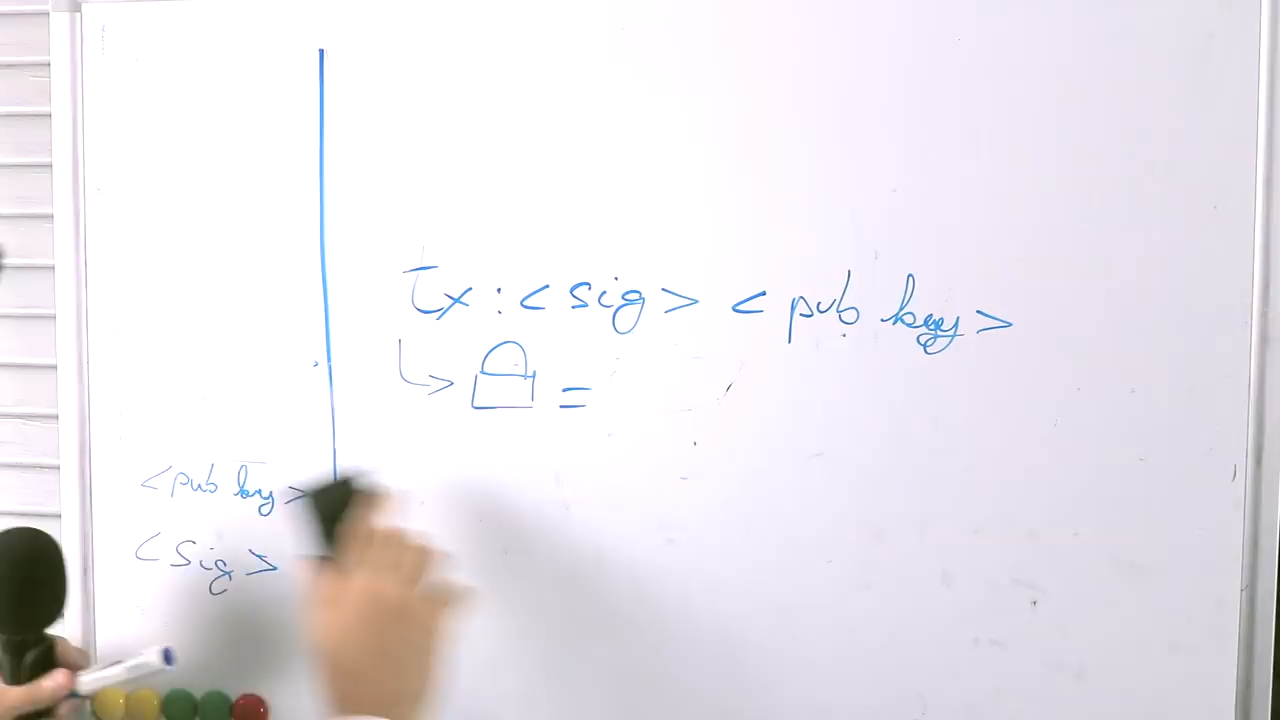 tx : <sig> <pub key>
=
<pub key>
<sig>